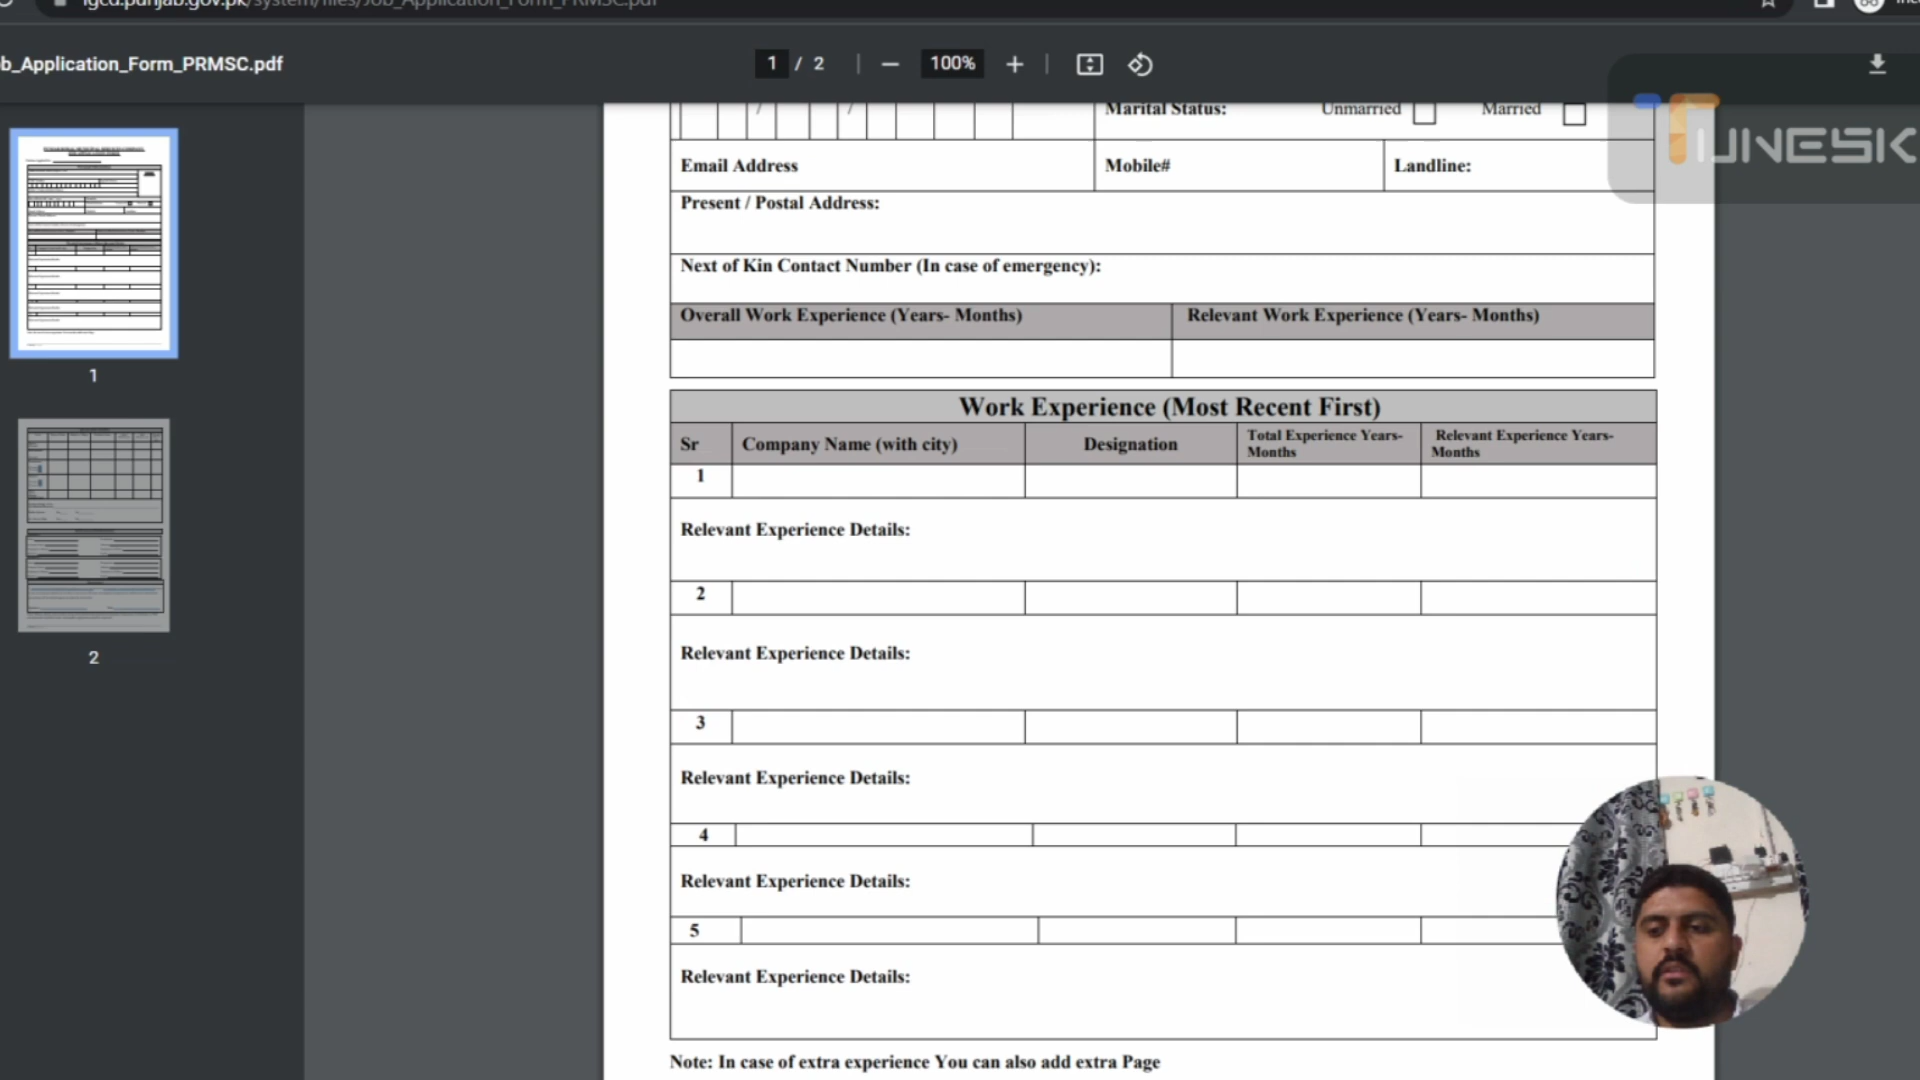 lgcd.punjab.gov.pk/system/files/Job_Application_Form_PRMSC.pdf
b_Application_Form_PRMSC.pdf
1 / 2
100%
Marital Status: Unmarried Married
Email Address Mobile# Landline:
Present / Postal Address:
Next of Kin Contact Number (In case of emergency):
Overall Work Experience (Years- Months) Relevant Work Experience (Years- Months)
Work Experience (Most Recent First)
Sr Company Name (with city) Designation Total Experience Years- Months Relevant Experience Years- Months
1
Relevant Experience Details:
2
Relevant Experience Details:
3
Relevant Experience Details:
4
Relevant Experience Details:
5
Relevant Experience Details:
Note: In case of extra experience You can also add extra Page
1
2